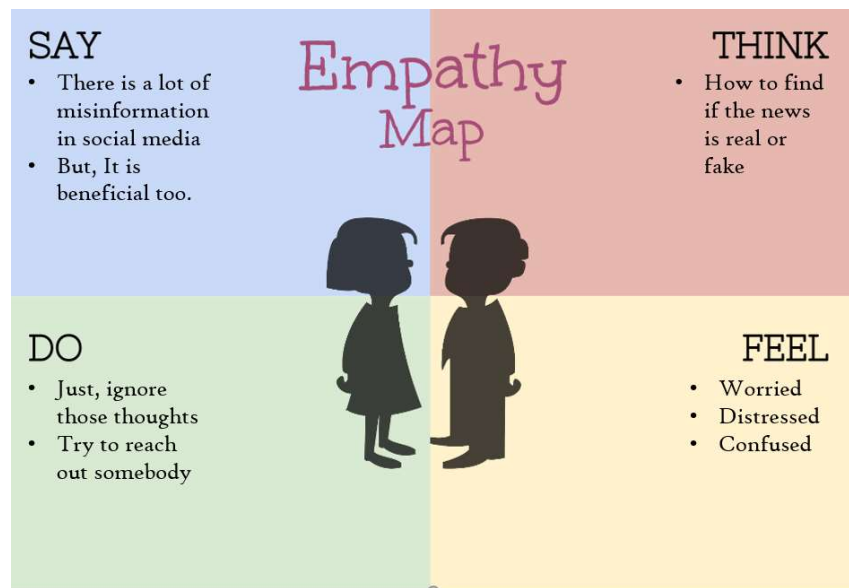 Empathy
Map
SAY
• There is a lot of
misinformation
in social media
• But, It is
beneficial too.
THINK
• How to find
if the news
is real or
fake
DO
• Just, ignore
those thoughts
• Try to reach
out somebody
FEEL
• Worried
• Distressed
• Confused